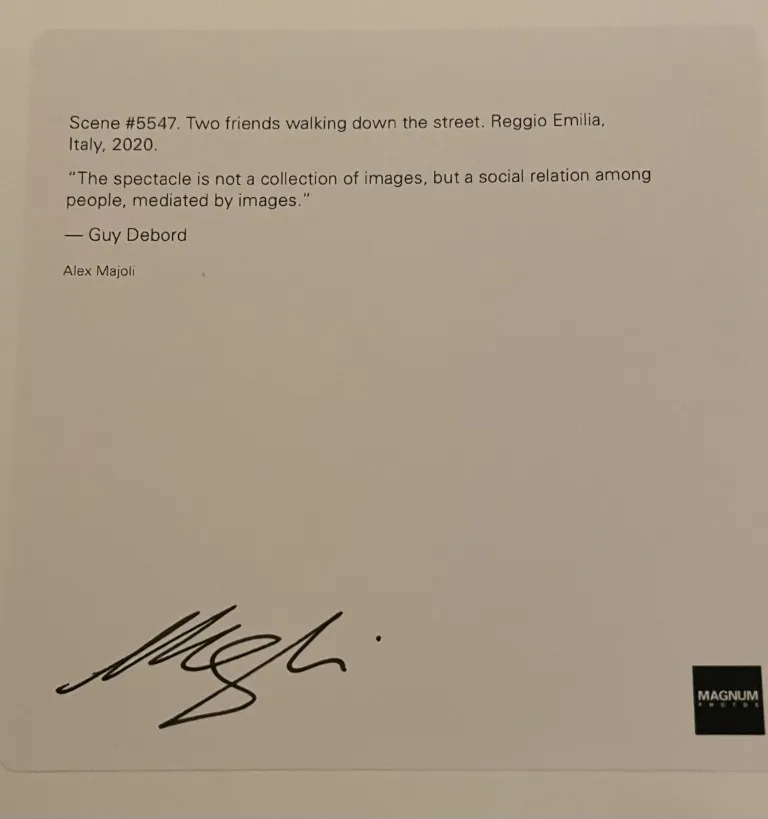 Scene #5547. Two friends walking down the street. Reggio Emilia,
Italy, 2020.
"The spectacle is not a collection of images, but a social relation among
people, mediated by images."
— Guy Debord
Alex Majoli
Majoli
MAGNUM
PHOTOS